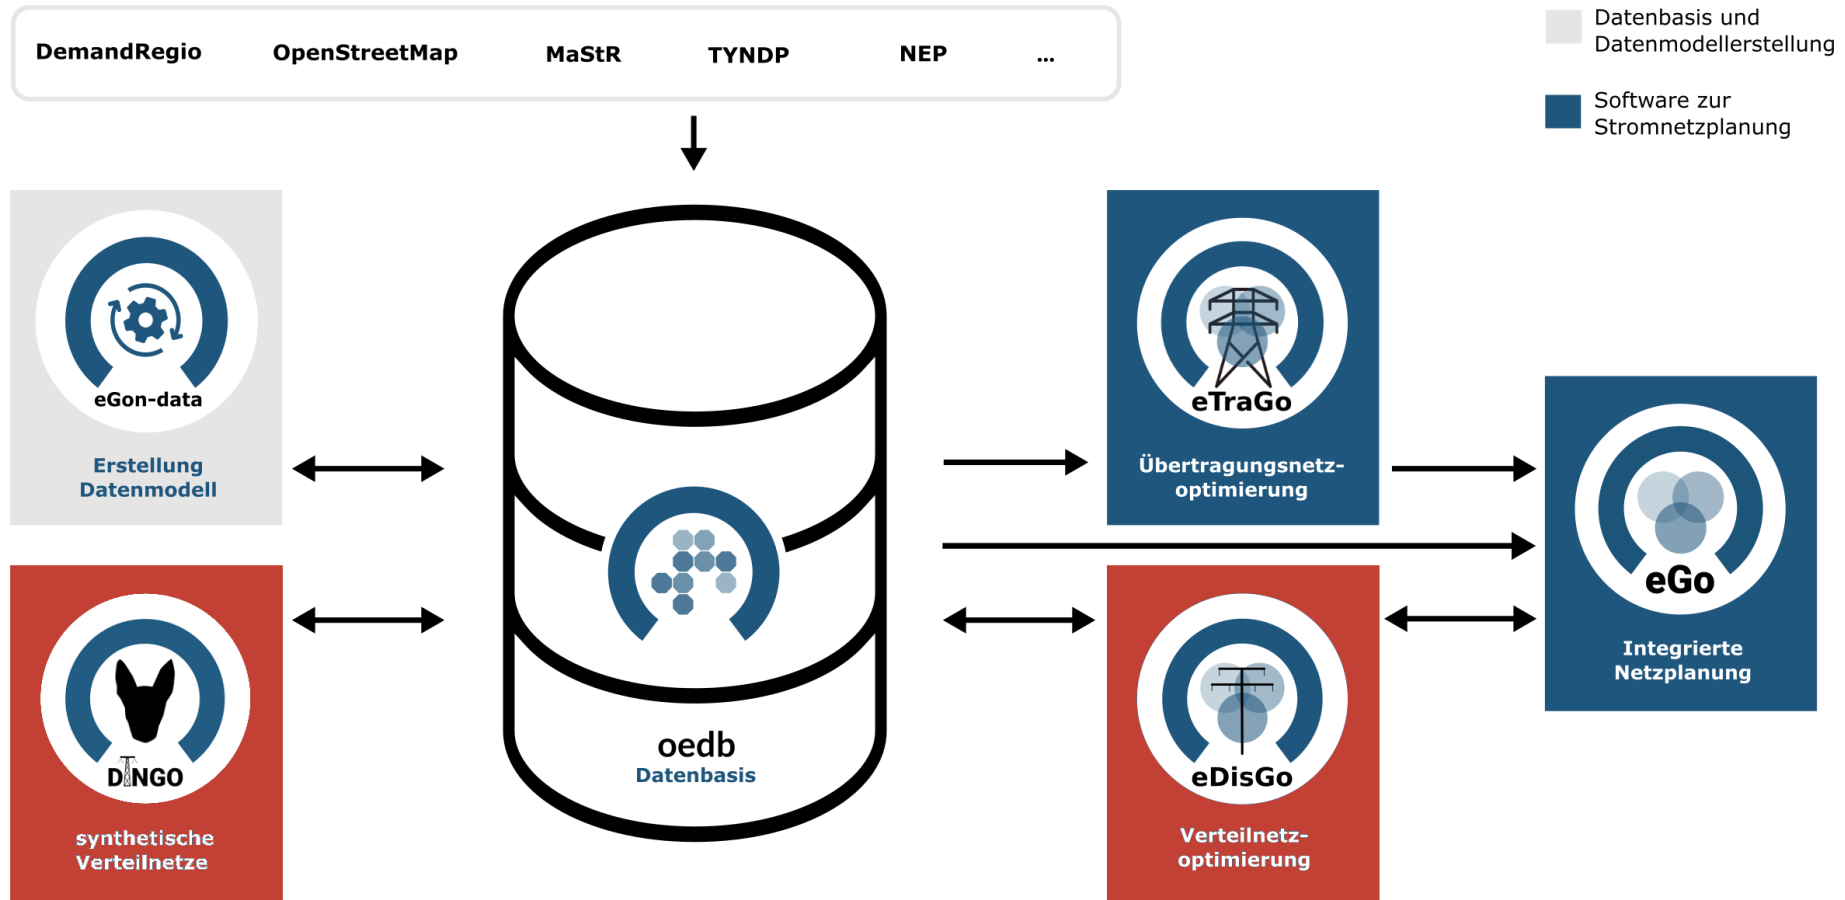 DemandRegio
OpenStreetMap
MaStR
TYNDP
NEP
...
Datenbasis und
Datenmodellerstellung
Software zur
Stromnetzplanung
eGon-data
Erstellung
Datenmodell
DINGO
synthetische
Verteilnetze
oedb
Datenbasis
eTraGo
Übertragungsnetz-
optimierung
eDisGo
Verteilnetz-
optimierung
eGo
Integrierte
Netzplanung